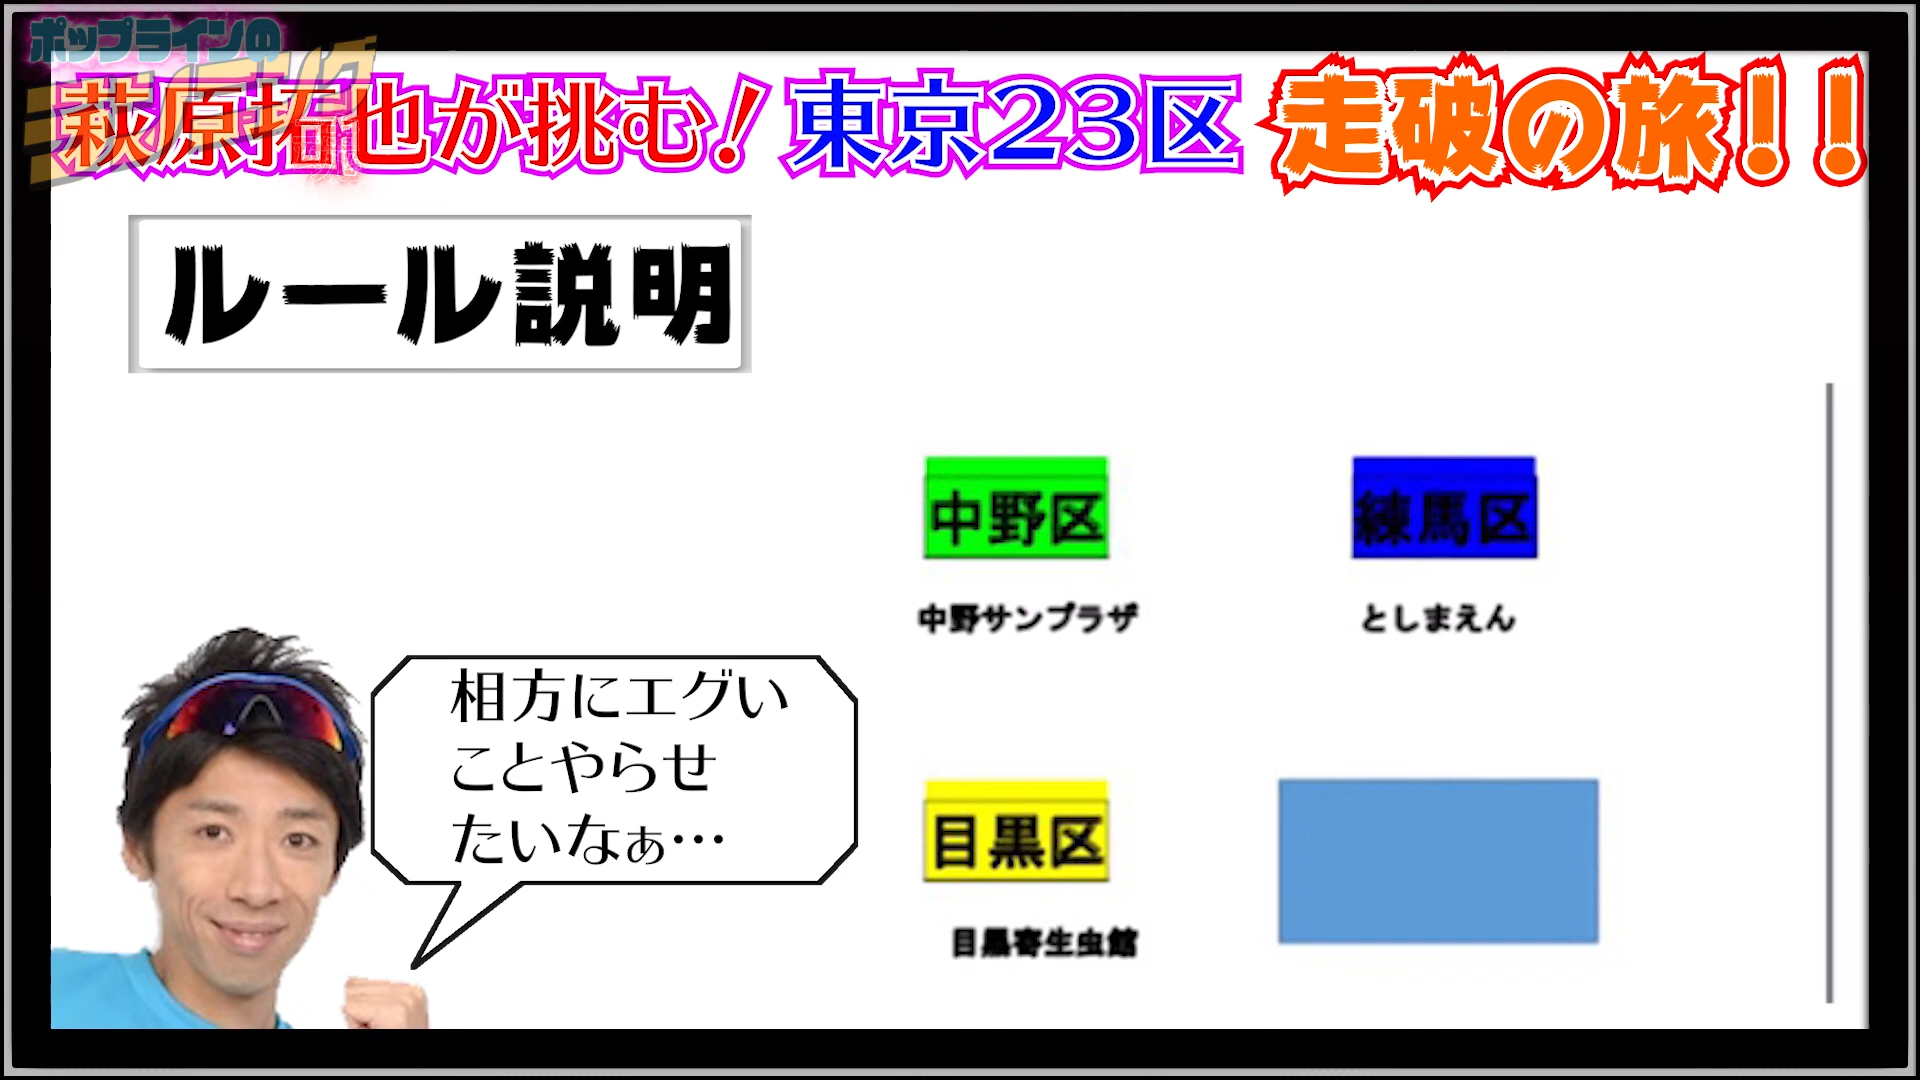 ポップラインの
萩原拓也が挑む！東京23区 走破の旅！！
ルール説明
中野区
練馬区
中野サンプラザ
としまえん
相方にエグい
ことやらせ
たいなぁ…
目黒区
目黒寄生虫館